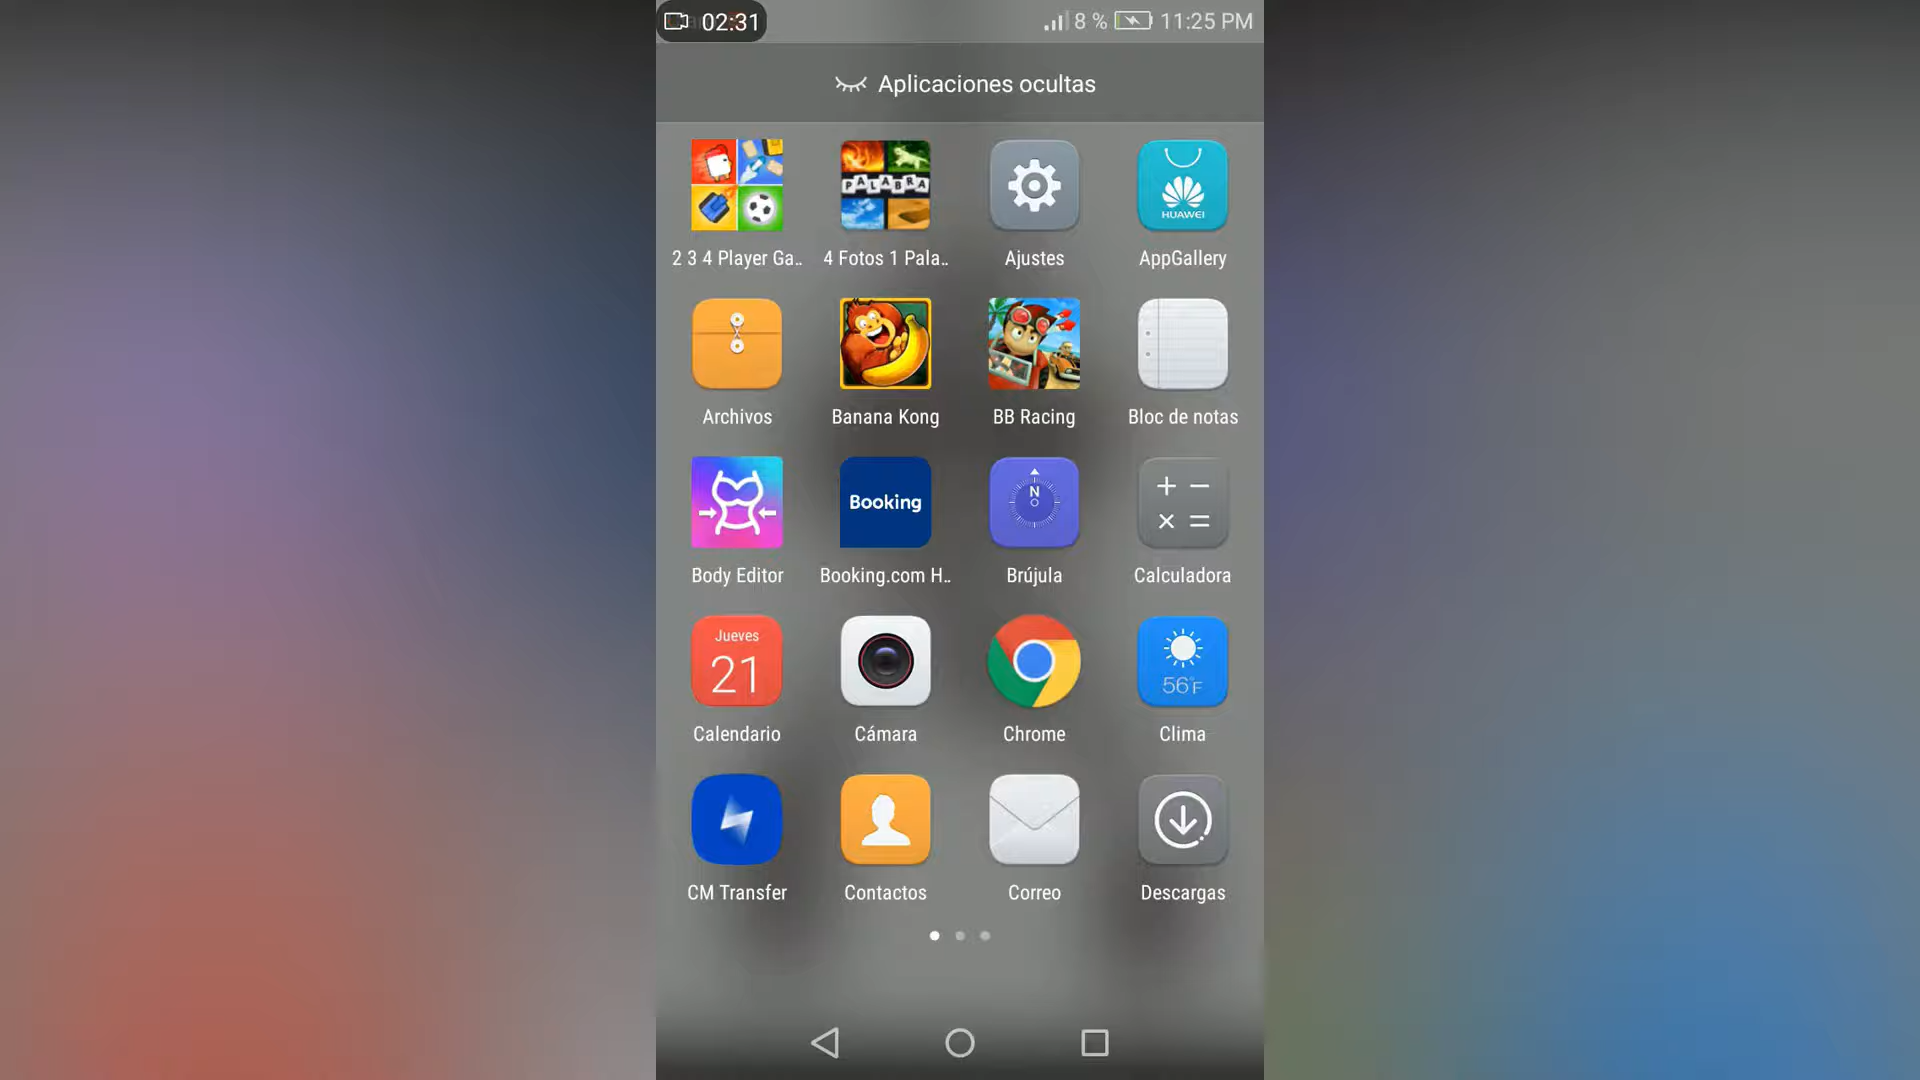 02:31 8 % 11:25 PM
Aplicaciones ocultas
PALABRA
HUAWEI
2 3 4 Player Ga.. 4 Fotos 1 Pala.. Ajustes AppGallery
Archivos Banana Kong BB Racing Bloc de notas
Booking
N
Body Editor Booking.com H.. Brújula Calculadora
Jueves
21
56°F
Calendario Cámara Chrome Clima
CM Transfer Contactos Correo Descargas